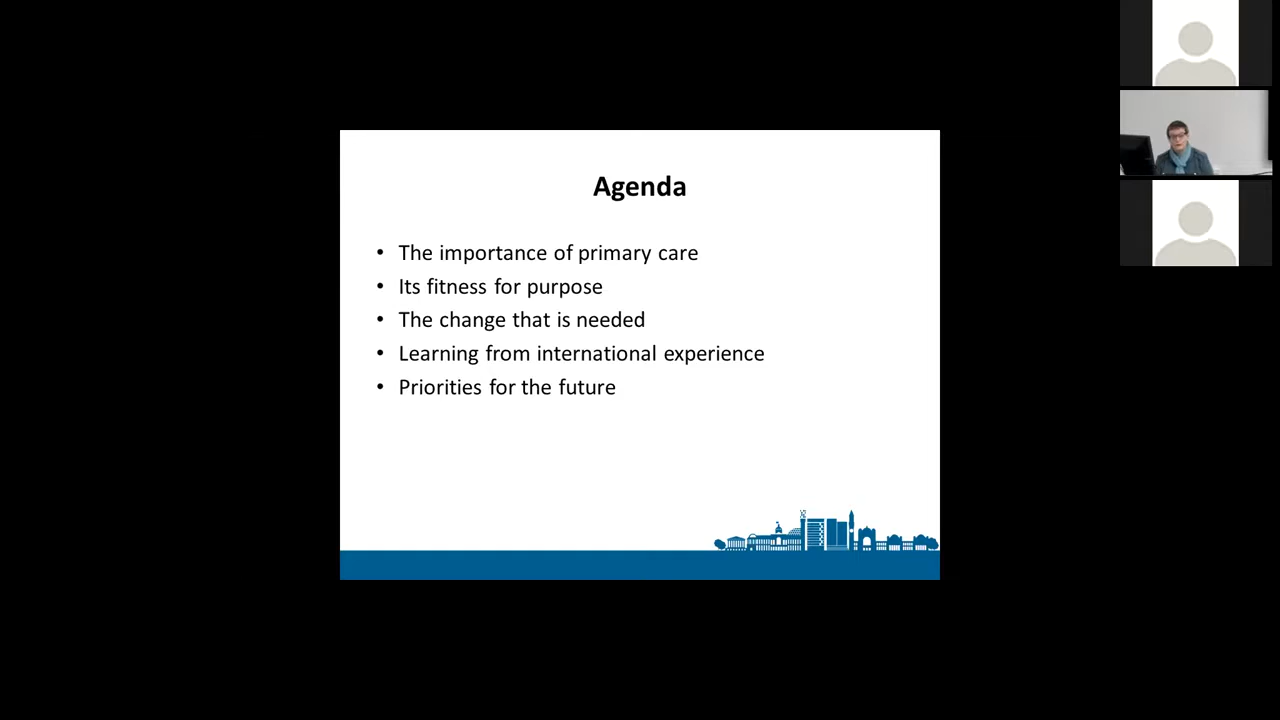 Agenda
• The importance of primary care
• Its fitness for purpose
• The change that is needed
• Learning from international experience
• Priorities for the future